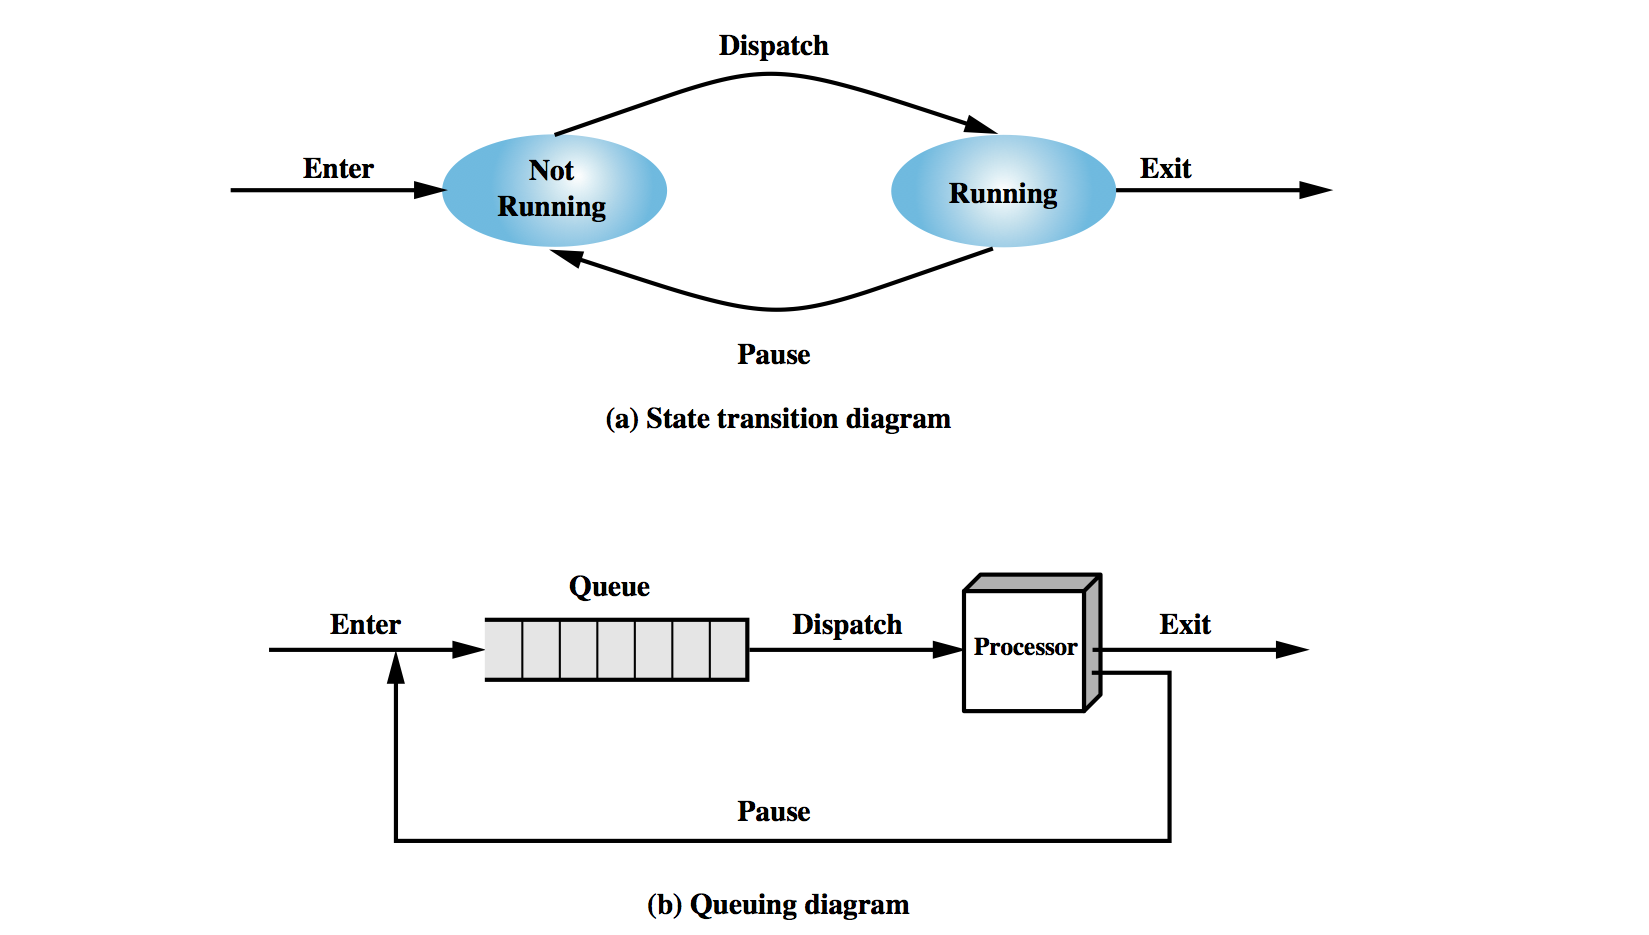 Dispatch
Enter
Not
Running
Running
Exit
Pause
(a) State transition diagram
Queue
Enter
Dispatch
Processor
Exit
Pause
(b) Queuing diagram